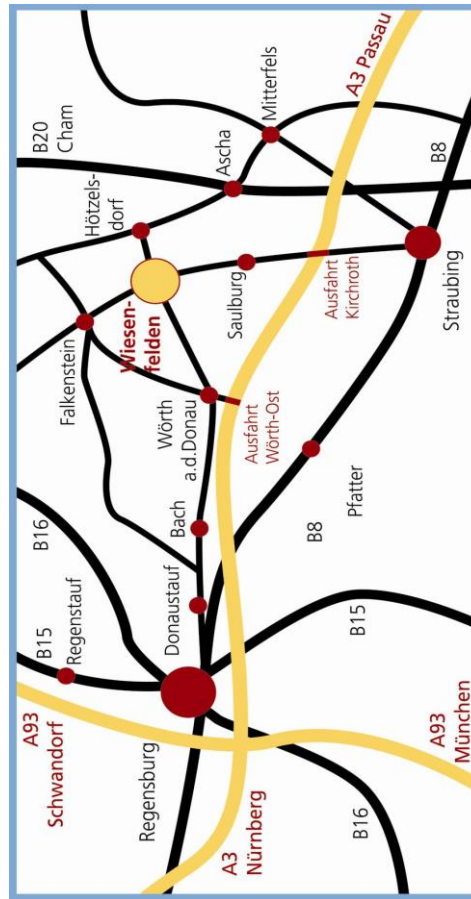 A93
Schwandorf
B15
Regenstauf
B16
Falkenstein
Hötzels-
dorf
B20
Cham
Wiesen-
felden
Ascha
Mitterfels
A3 Passau
Saulburg
Wörth
a.d.Donau
Bach
Donaustauf
Regensburg
Ausfahrt
Wörth-Ost
Ausfahrt
Kirchroth
B8
Straubing
Pfatter
B8
B15
A3
Nürnberg
B16
A93
München